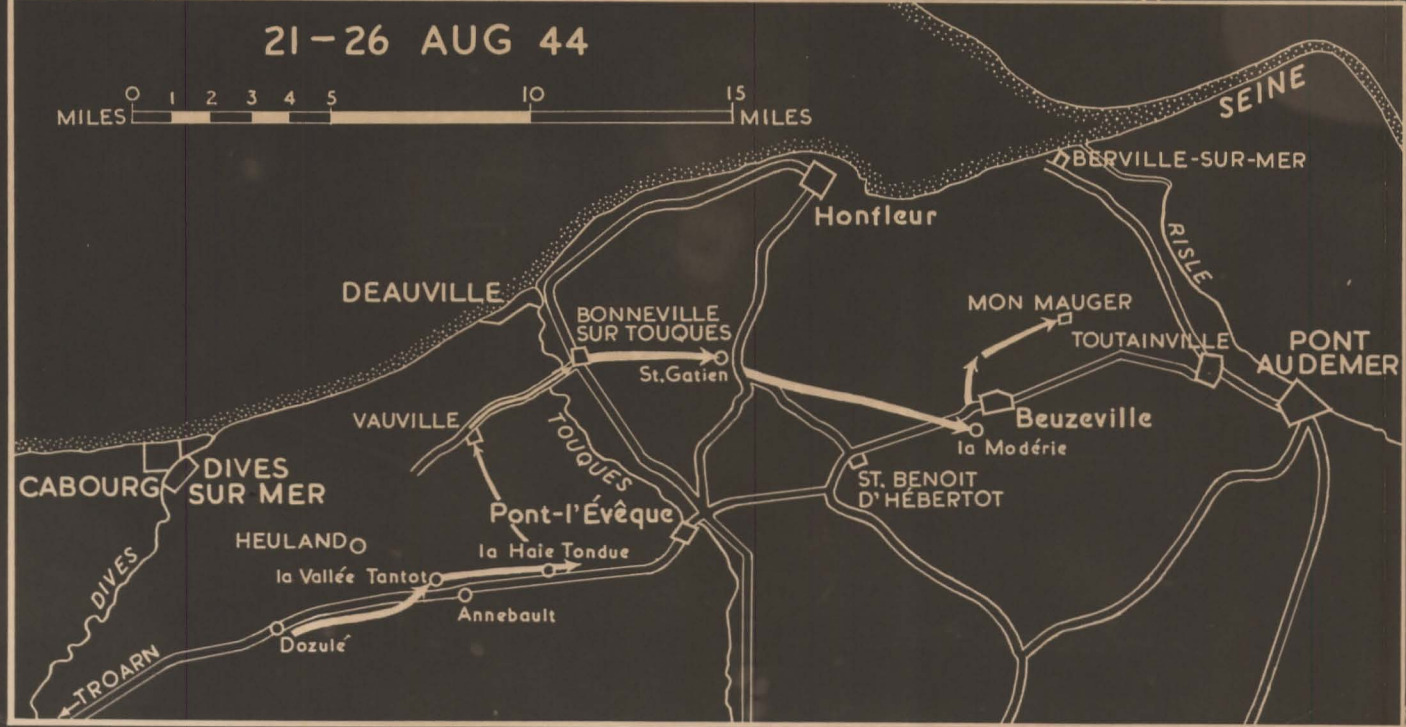 21-26 AUG 44
0 1 2 3 4 5 10 15
MILES MILES
SEINE
BERVILLE-SUR-MER
Honfleur
RISLE
DEAUVILLE
BONNEVILLE
SUR TOUQUES
St.Gatien
MON MAUGER
TOUTAINVILLE
PONT
AUDEMER
VAUVILLE
TOUQUES
Beuzeville
la Modérie
CABOURG
DIVES
SUR MER
ST. BENOIT
D'HÉBERTOT
Pont-l'Évêque
HEULAND
la Haie Tondue
la Vallée Tantot
DIVES
Annebault
Dozulé
TROARN